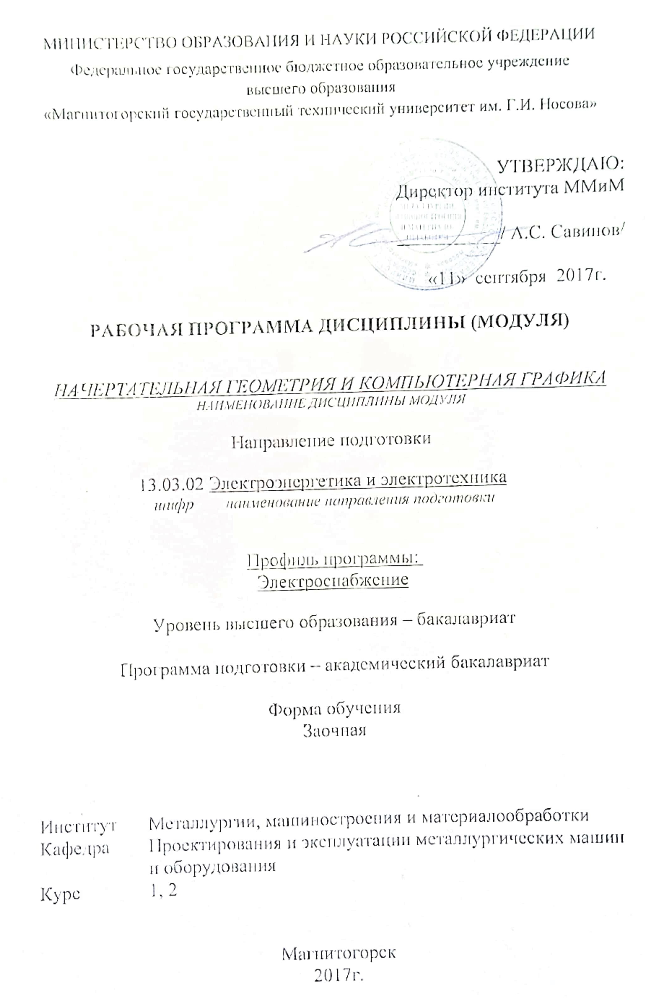 МИНИСТЕРСТВО ОБРАЗОВАНИЯ И НАУКИ РОССИЙСКОЙ ФЕДЕРАЦИИ
Федеральное государственное бюджетное образовательное учреждение
высшего образования
«Магнитогорский государственный технический университет им. Г.И. Носова»
УТВЕРЖДАЮ:
Директор института ММиМ
/ А.С. Савинов/
«11» сентября 2017г.
РАБОЧАЯ ПРОГРАММА ДИСЦИПЛИНЫ (МОДУЛЯ)
НАЧЕРТАТЕЛЬНАЯ ГЕОМЕТРИЯ И КОМПЬЮТЕРНАЯ ГРАФИКА
НАИМЕНОВАНИЕ ДИСЦИПЛИНЫ МОДУЛЯ
Направление подготовки
13.03.02 Электроэнергетика и электротехника
шифр наименование направления подготовки
Профиль программы:
Электроснабжение
Уровень высшего образования – бакалавриат
Программа подготовки – академический бакалавриат
Форма обучения
Заочная
Институт Металлургии, машиностроения и материалообработки
Кафедра Проектирования и эксплуатации металлургических машин
и оборудования
Курс 1, 2
Магнитогорск
2017г.